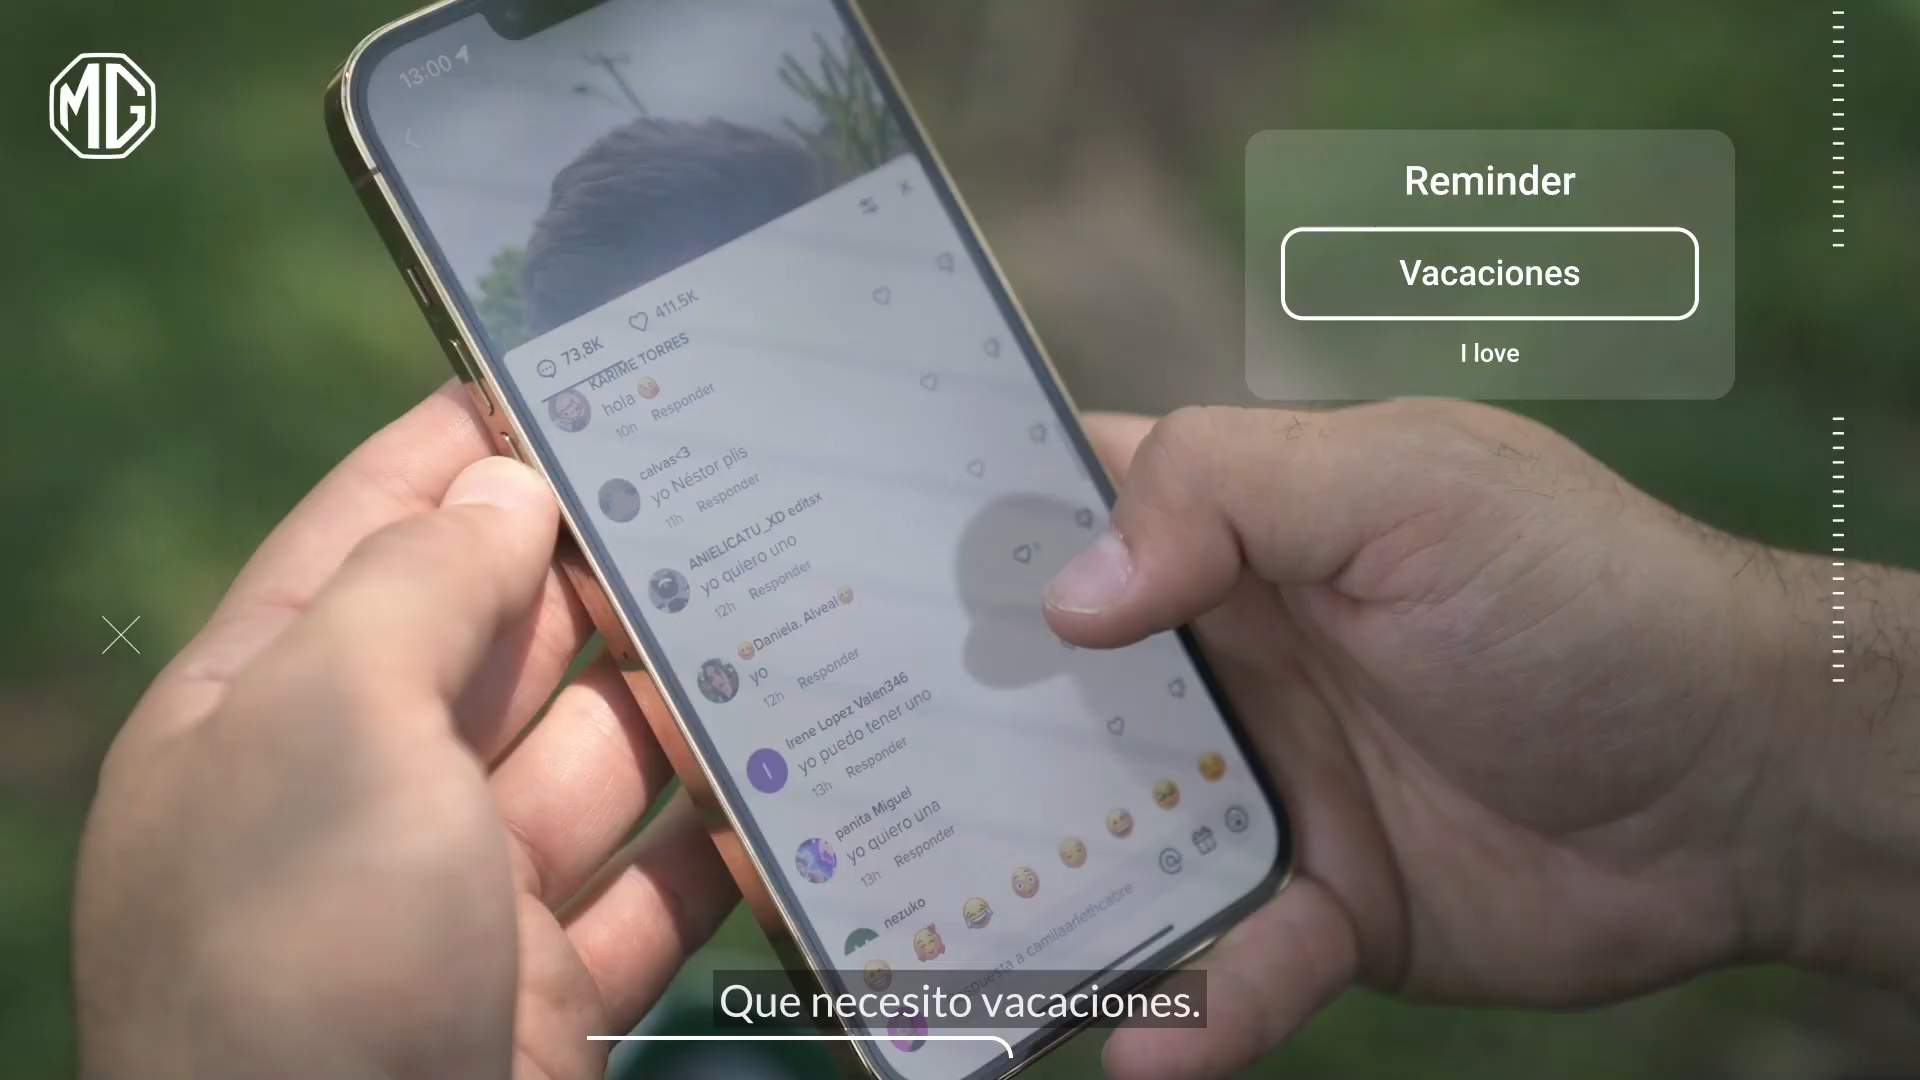 MG
13:00
Reminder
Vacaciones
I love
73,8K
411,5K
KARIME TORRES
hola
10h Responder
calvas<3
yo Néstor plis
11h Responder
ANIELICATU_XD editsx
yo quiero uno
12h Responder
Daniela. Alveal
yo
12h Responder
I
Irene Lopez Valen346
yo puedo tener uno
13h Responder
panita Miguel
yo quiero una
13h Responder
nezuko
a camilaarlethcabré
Que necesito vacaciones.